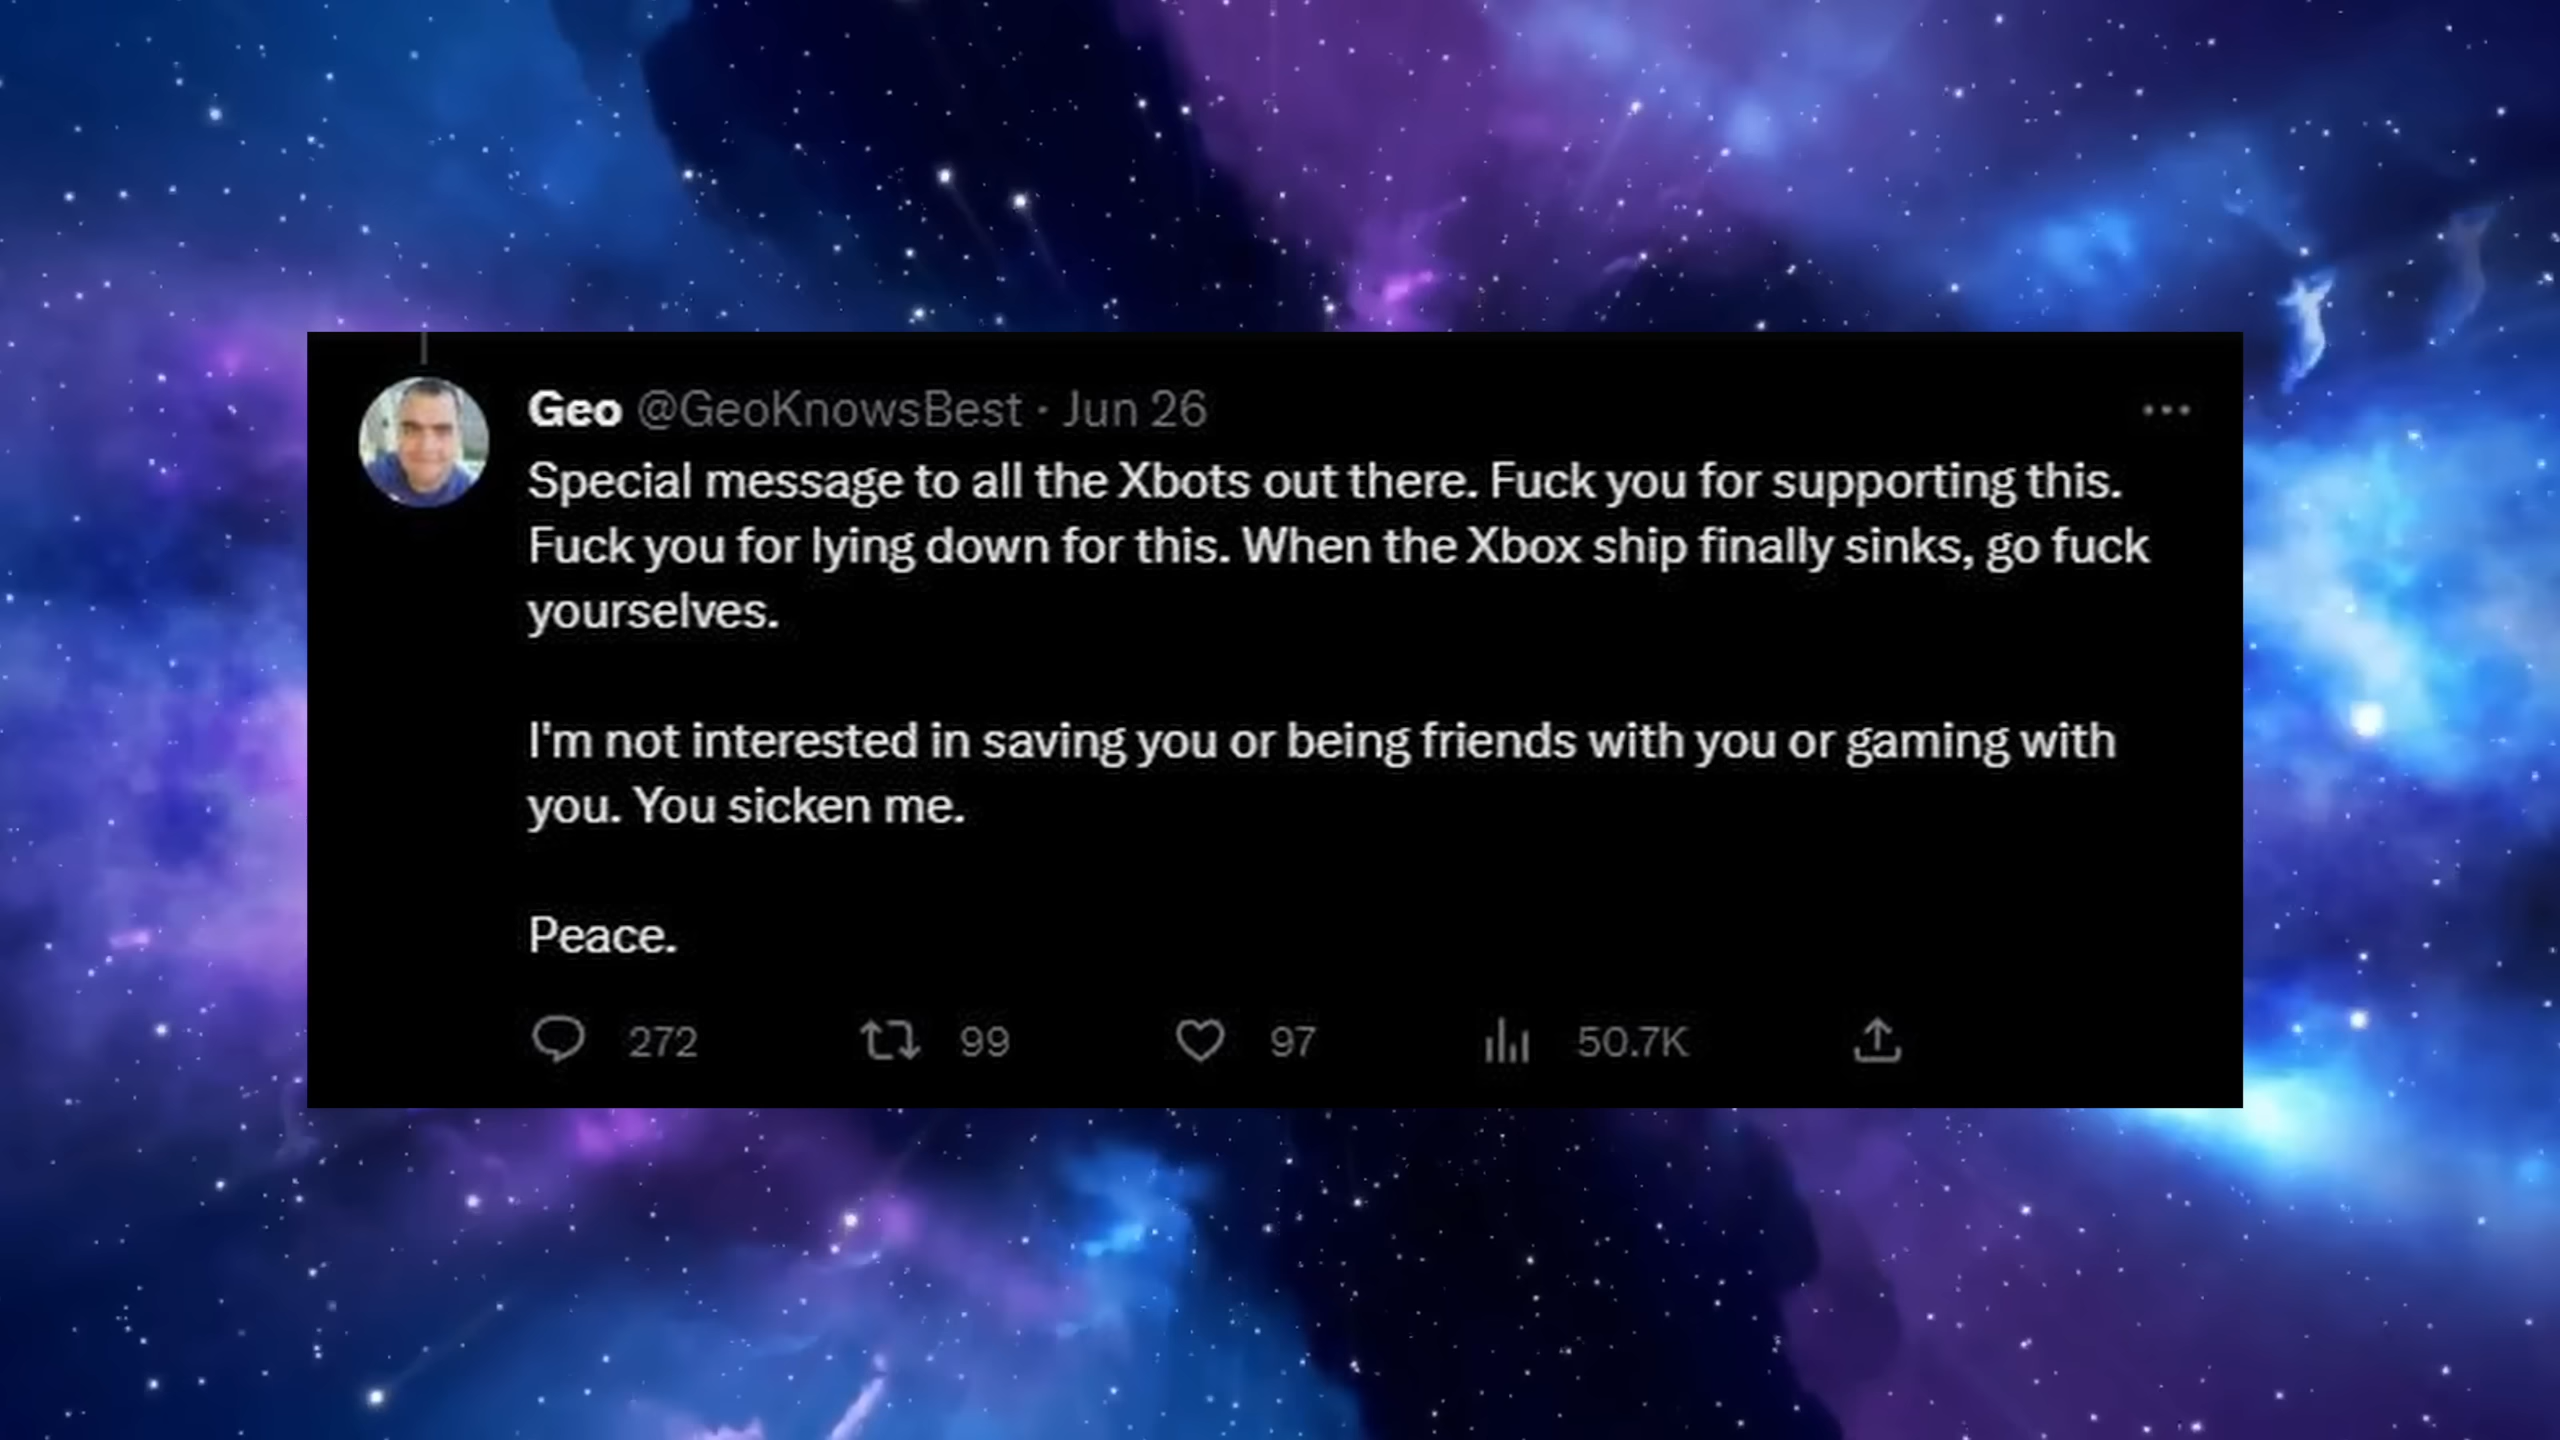 Geo @GeoKnowsBest · Jun 26
Special message to all the Xbots out there. Fuck you for supporting this.
Fuck you for lying down for this. When the Xbox ship finally sinks, go fuck
yourselves.
I'm not interested in saving you or being friends with you or gaming with
you. You sicken me.
Peace.
272 99 97 50.7K